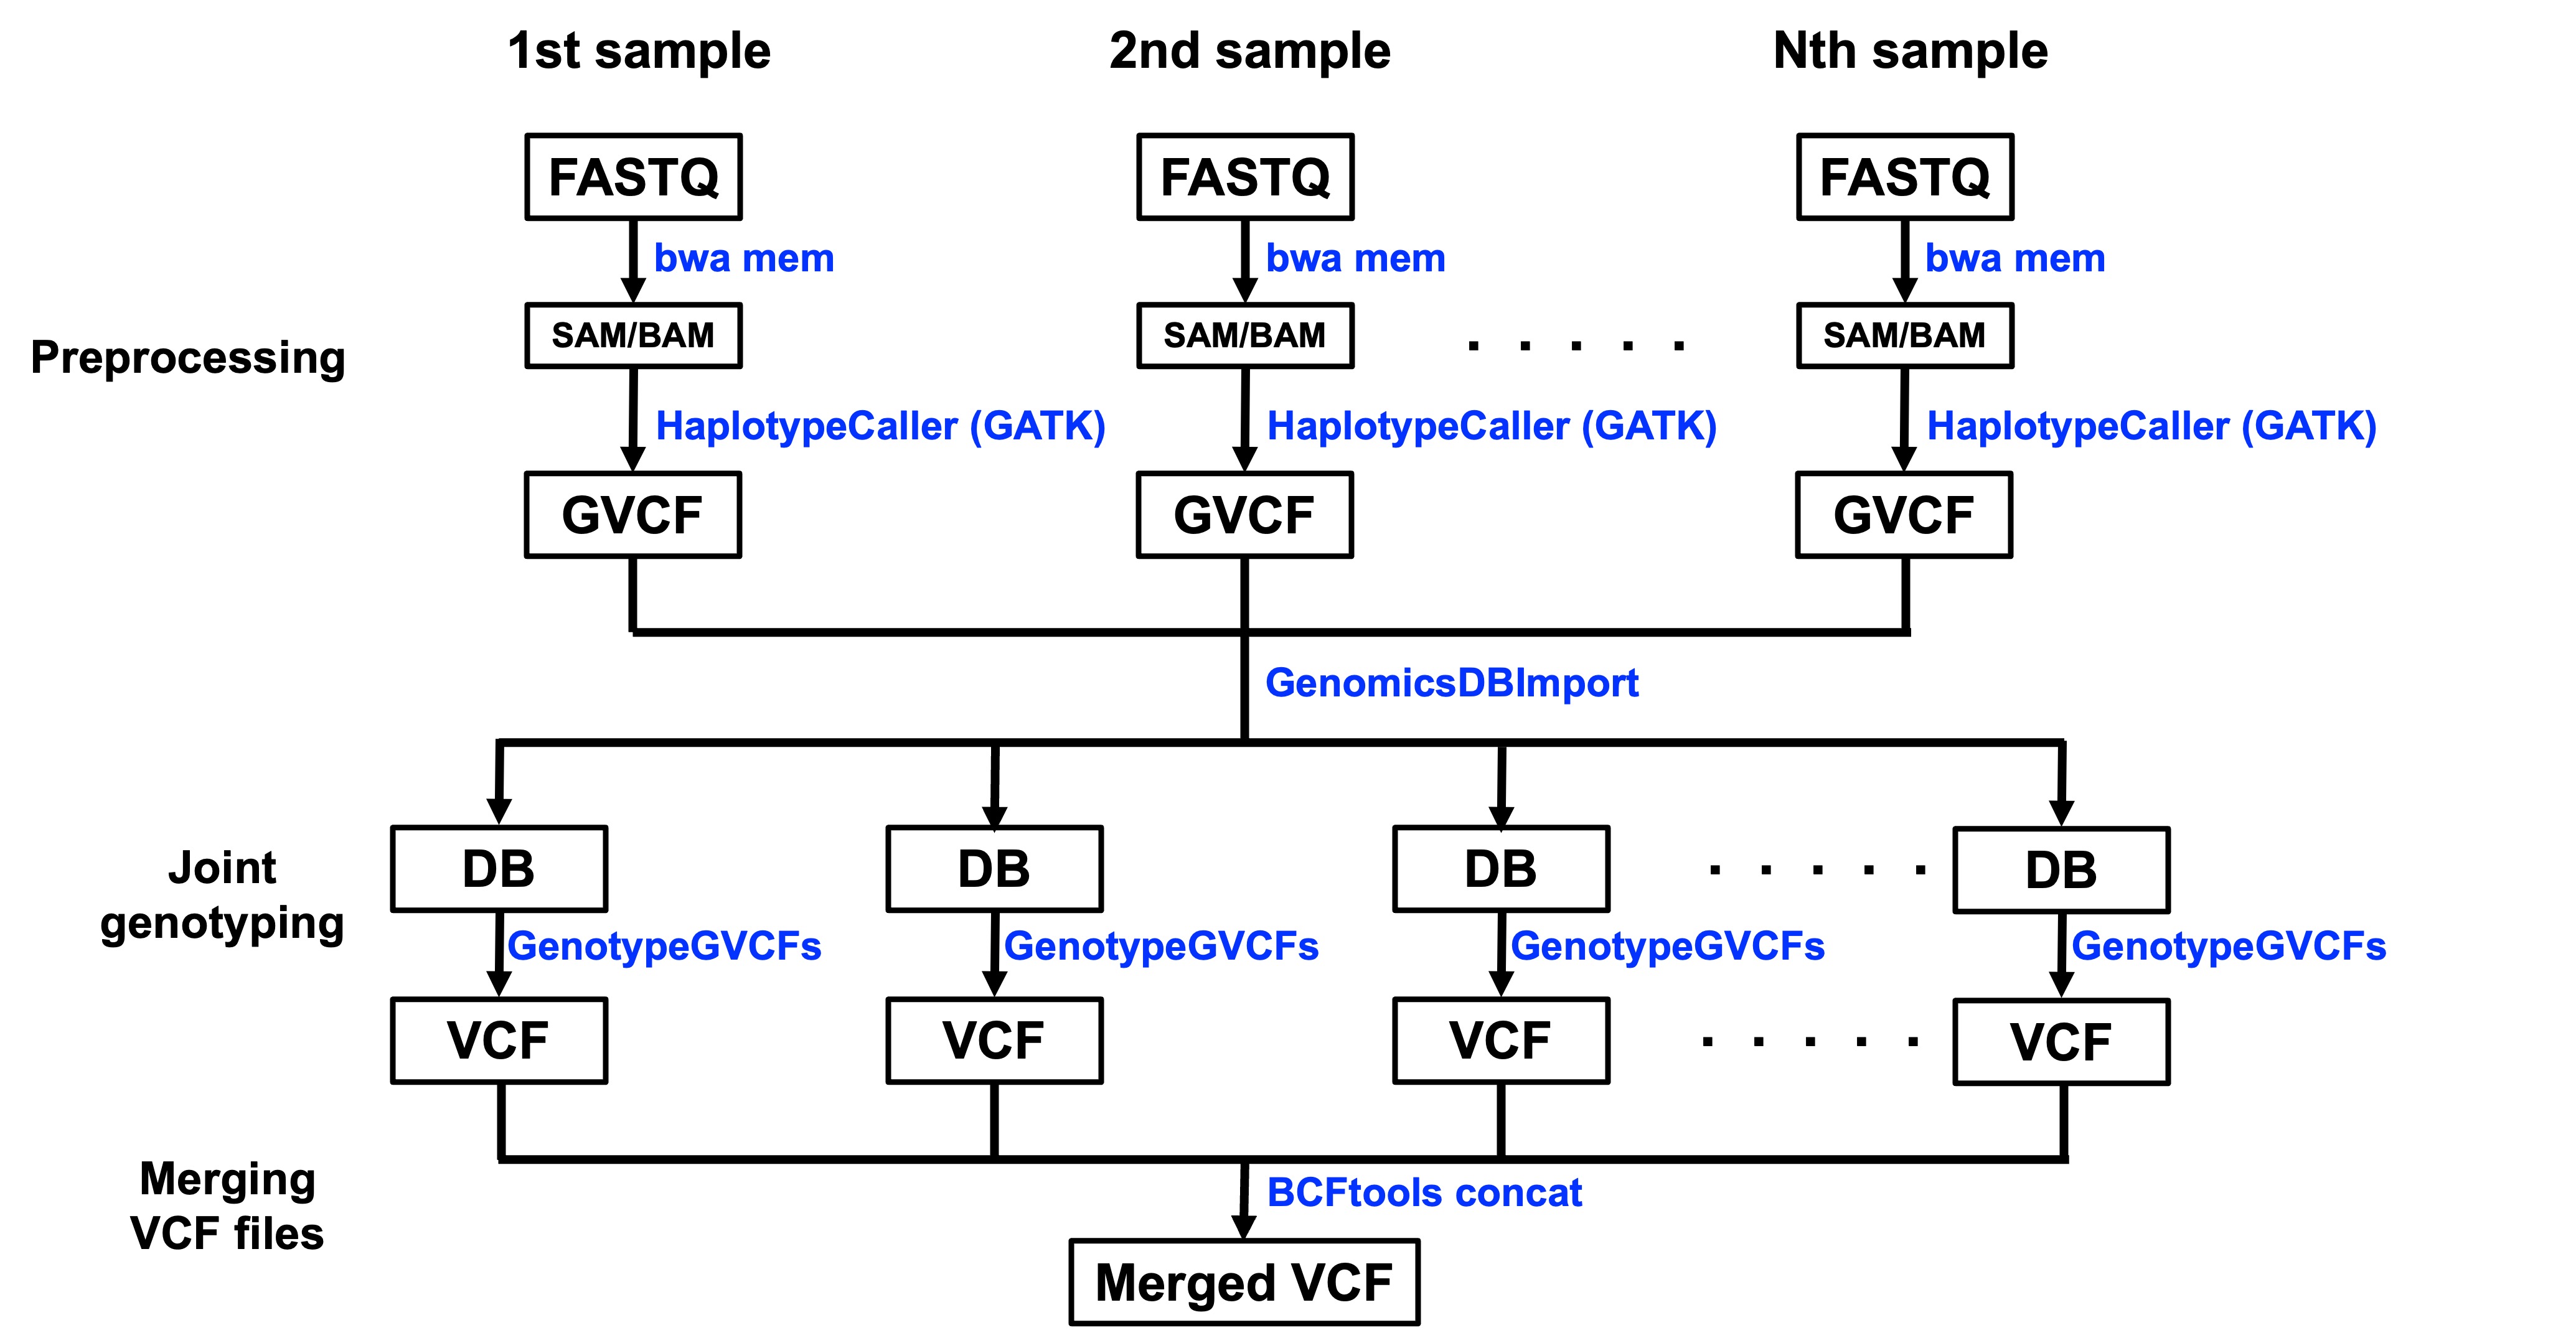 1st sample
2nd sample
Nth sample
FASTQ
FASTQ
FASTQ
bwa mem
bwa mem
bwa mem
Preprocessing
SAM/BAM
SAM/BAM
. . . . .
SAM/BAM
HaplotypeCaller (GATK)
HaplotypeCaller (GATK)
HaplotypeCaller (GATK)
GVCF
GVCF
GVCF
GenomicsDBImport
Joint
genotyping
DB
DB
DB
. . . . .
DB
GenotypeGVCFs
GenotypeGVCFs
GenotypeGVCFs
GenotypeGVCFs
VCF
VCF
VCF
. . . . .
VCF
Merging
VCF files
BCFtools concat
Merged VCF